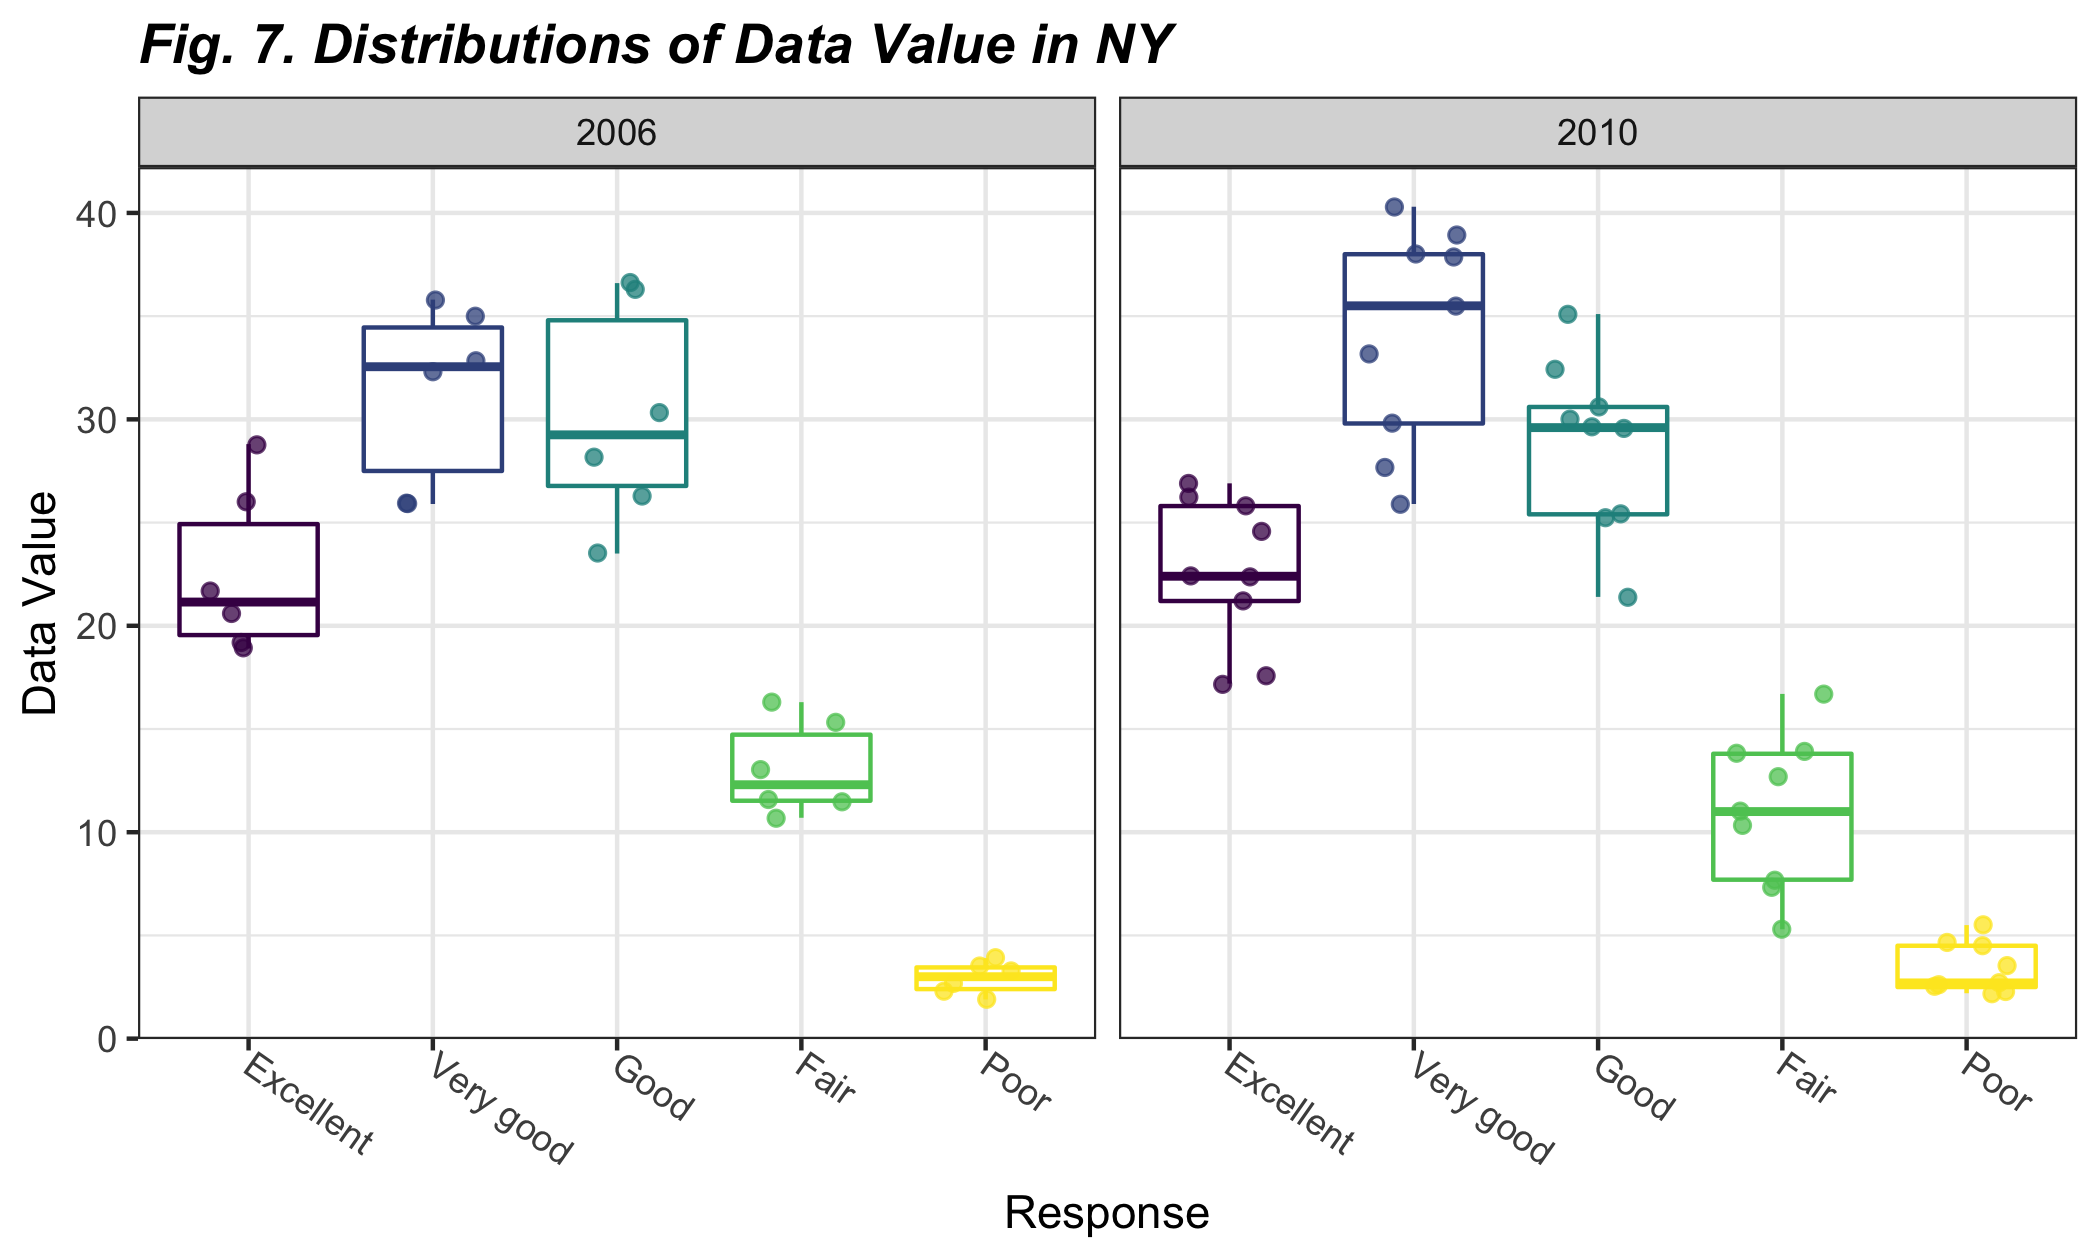 Fig. 7. Distributions of Data Value in NY
2006
2010
Data Value
40
30
20
10
0
Excellent
Very good
Good
Fair
Poor
Excellent
Very good
Good
Fair
Poor
Response